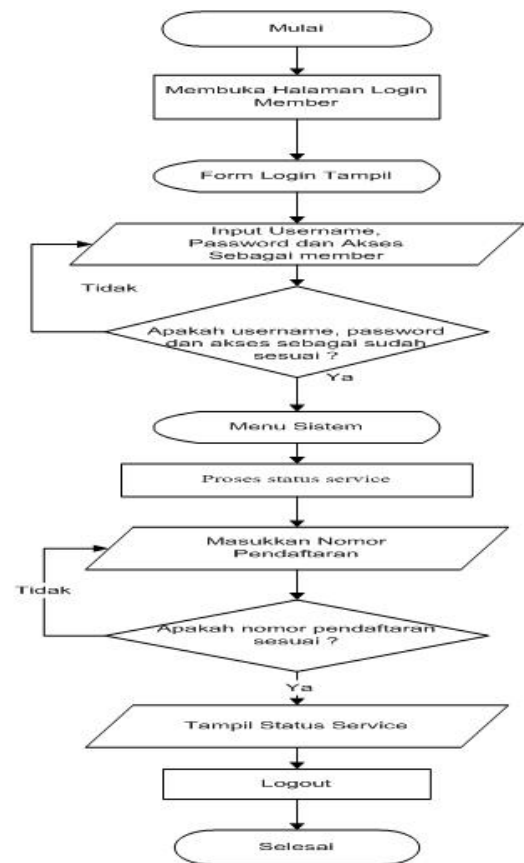 Mulai
Membuka Halaman Login
Member
Form Login Tampil
Input Username,
Password dan Akses
Sebagai member
Tidak
Apakah username, password
dan akses sebagai sudah
sesuai ?
Ya
Menu Sistem
Proses status service
Masukkan Nomor
Pendaftaran
Tidak
Apakah nomor pendaftaran
sesuai ?
Ya
Tampil Status Service
Logout
Selesai